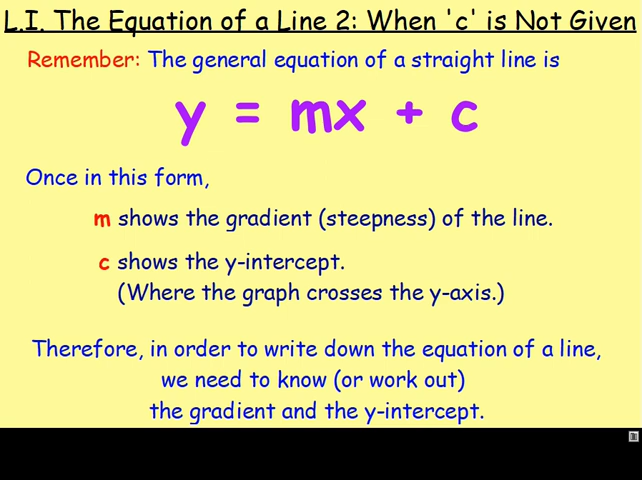 L.I. The Equation of a Line 2: When 'c' is Not Given
Remember: The general equation of a straight line is
y = mx + c
Once in this form,
m shows the gradient (steepness) of the line.
c shows the y-intercept.
(Where the graph crosses the y-axis.)
Therefore, in order to write down the equation of a line,
we need to know (or work out)
the gradient and the y-intercept.